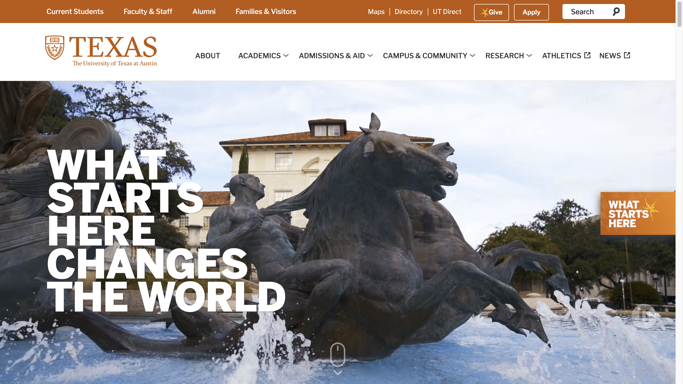 Current Students Faculty & Staff Alumni Families & Visitors Maps Directory UT Direct Give Apply Search
TEXAS
The University of Texas at Austin
ABOUT ACADEMICS ADMISSIONS & AID CAMPUS & COMMUNITY RESEARCH ATHLETICS NEWS
WHAT
STARTS
HERE
CHANGES
THE WORLD
WHAT
STARTS
HERE